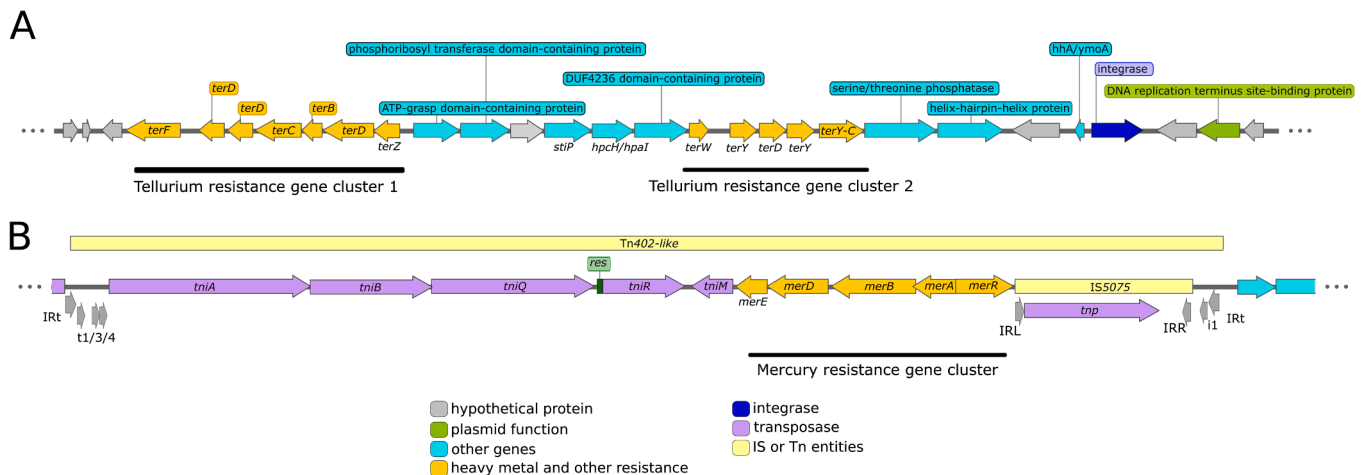 A
phosphoribosyl transferase domain-containing protein
hhA/ymoA
terD
DUF4236 domain-containing protein
integrase
terD
terB
ATP-grasp domain-containing protein
serine/threonine phosphatase
helix-hairpin-helix protein
DNA replication terminus site-binding protein
terF
terC
terD
terY-C
terZ
stiP
hpcH/hpaI
terW
terY
terD
terY
Tellurium resistance gene cluster 1
Tellurium resistance gene cluster 2
B
Tn402-like
res
tniA
tniB
tniQ
tniR
tniM
merE
merD
merB
merA
merR
IS5075
tnp
IRt
t1/3/4
IRL
IRR
i1
IRt
Mercury resistance gene cluster
hypothetical protein
plasmid function
other genes
heavy metal and other resistance
integrase
transposase
IS or Tn entities